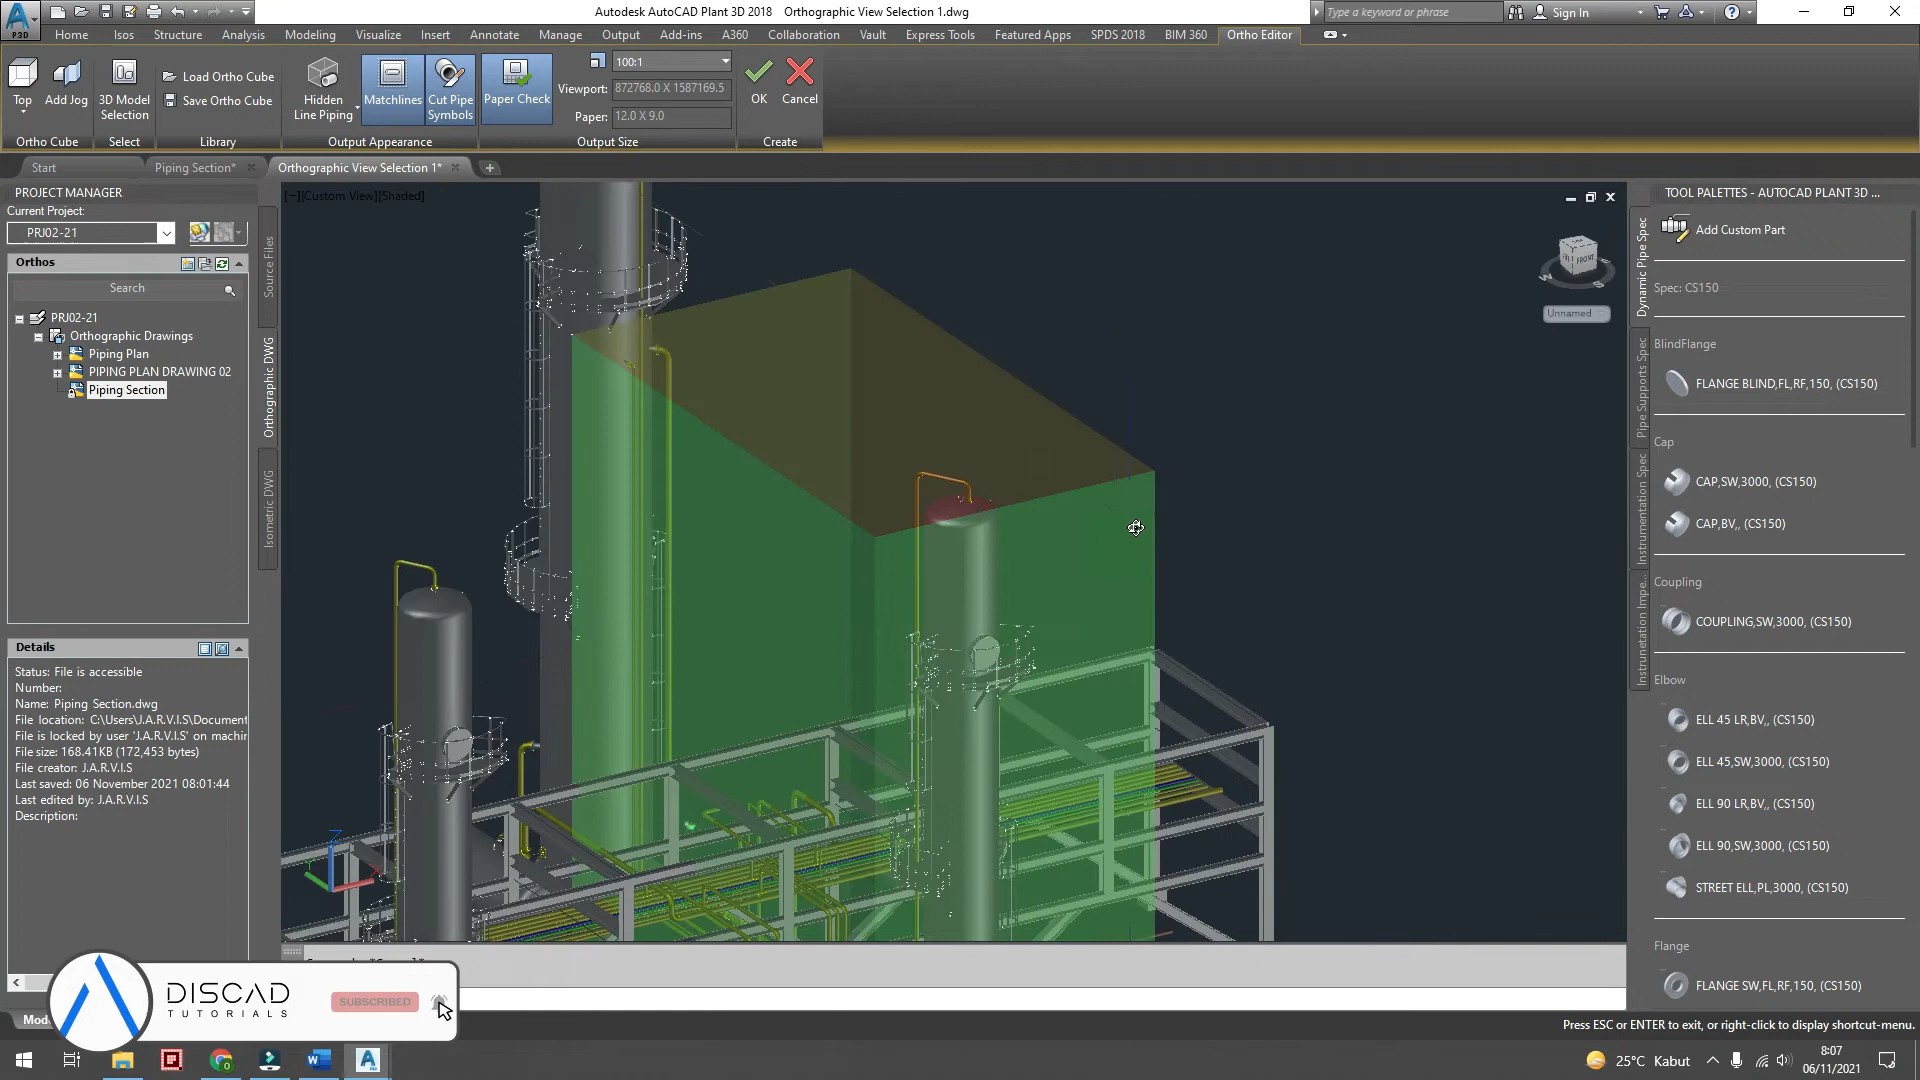 Autodesk AutoCAD Plant 3D 2018 Orthographic View Selection 1.dwg
Type a keyword or phrase
Sign In
P3D
Home Isos Structure Analysis Modeling Visualize Insert Annotate Manage Output Add-ins A360 Collaboration Vault Express Tools Featured Apps SPDS 2018 BIM 360 Ortho Editor
Top
Add Jog
3D Model
Selection
Load Ortho Cube
Save Ortho Cube
Hidden
Line Piping
Matchlines
Cut Pipe
Symbols
Paper Check
100:1
Viewport: 872768.0 X 1587169.5
Paper: 12.0 X 9.0
OK
Cancel
Ortho Cube Select Library Output Appearance Output Size Create
Start Piping Section* Orthographic View Selection 1*
PROJECT MANAGER
Current Project:
PRJ02-21
Orthos
Search
PRJ02-21
Orthographic Drawings
Piping Plan
PIPING PLAN DRAWING 02
Piping Section
Source Files
Orthographic DWG
Isometric DWG
Details
Status: File is accessible
Number:
Name: Piping Section.dwg
File location: C:\Users\J.A.R.V.I.S\Document
File is locked by user 'J.A.R.V.I.S' on machin
File size: 168.41KB (172,453 bytes)
File creator: J.A.R.V.I.S
Last saved: 06 November 2021 08:01:44
Last edited by: J.A.R.V.I.S
Description:
[−][Custom View][Shaded]
FRONT
W
S
Unnamed
Z
Y
X
TOOL PALETTES - AUTOCAD PLANT 3D ...
Dynamic Pipe Spec
Pipe Supports Spec
Instrumentation Spec
Instrunetation Impe...
Add Custom Part
Spec: CS150
BlindFlange
FLANGE BLIND,FL,RF,150, (CS150)
Cap
CAP,SW,3000, (CS150)
CAP,BV,, (CS150)
Coupling
COUPLING,SW,3000, (CS150)
Elbow
ELL 45 LR,BV,, (CS150)
ELL 45,SW,3000, (CS150)
ELL 90 LR,BV,, (CS150)
ELL 90,SW,3000, (CS150)
STREET ELL,PL,3000, (CS150)
Flange
FLANGE SW,FL,RF,150, (CS150)
DISCAD
TUTORIALS
SUBSCRIBED
Press ESC or ENTER to exit, or right-click to display shortcut-menu.
25°C Kabut
8:07
06/11/2021